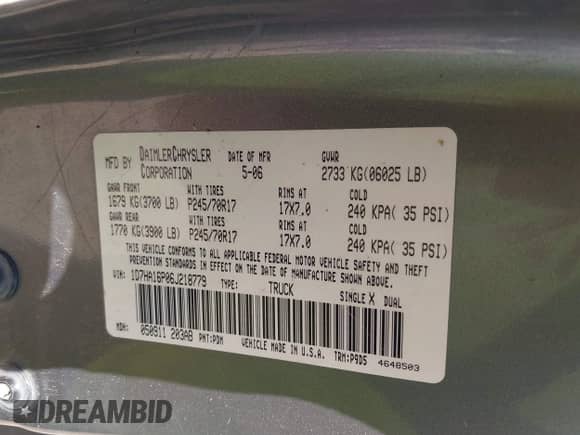 MFD BY DAIMLERCHRYSLER CORPORATION DATE OF MFR 5-06 GVWR 2733 KG(06025 LB)
GAWR FRONT WITH TIRES RIMS AT COLD
1679 KG(3700 LB) P245/70R17 17X7.0 240 KPA( 35 PSI)
GAWR REAR WITH TIRES RIMS AT COLD
1770 KG(3900 LB) P245/70R17 17X7.0 240 KPA( 35 PSI)
THIS VEHICLE CONFORMS TO ALL APPLICABLE FEDERAL MOTOR VEHICLE SAFETY AND THEFT
PREVENTION STANDARDS IN EFFECT ON THE DATE OF MANUFACTURE SHOWN ABOVE.
VIN: 1D7HA16P06J218779 TYPE: TRUCK SINGLE X DUAL
MDH: 050911 203AB PNT:PDM VEHICLE MADE IN U.S.A. TRM:P9D5 4648503
DREAMBID